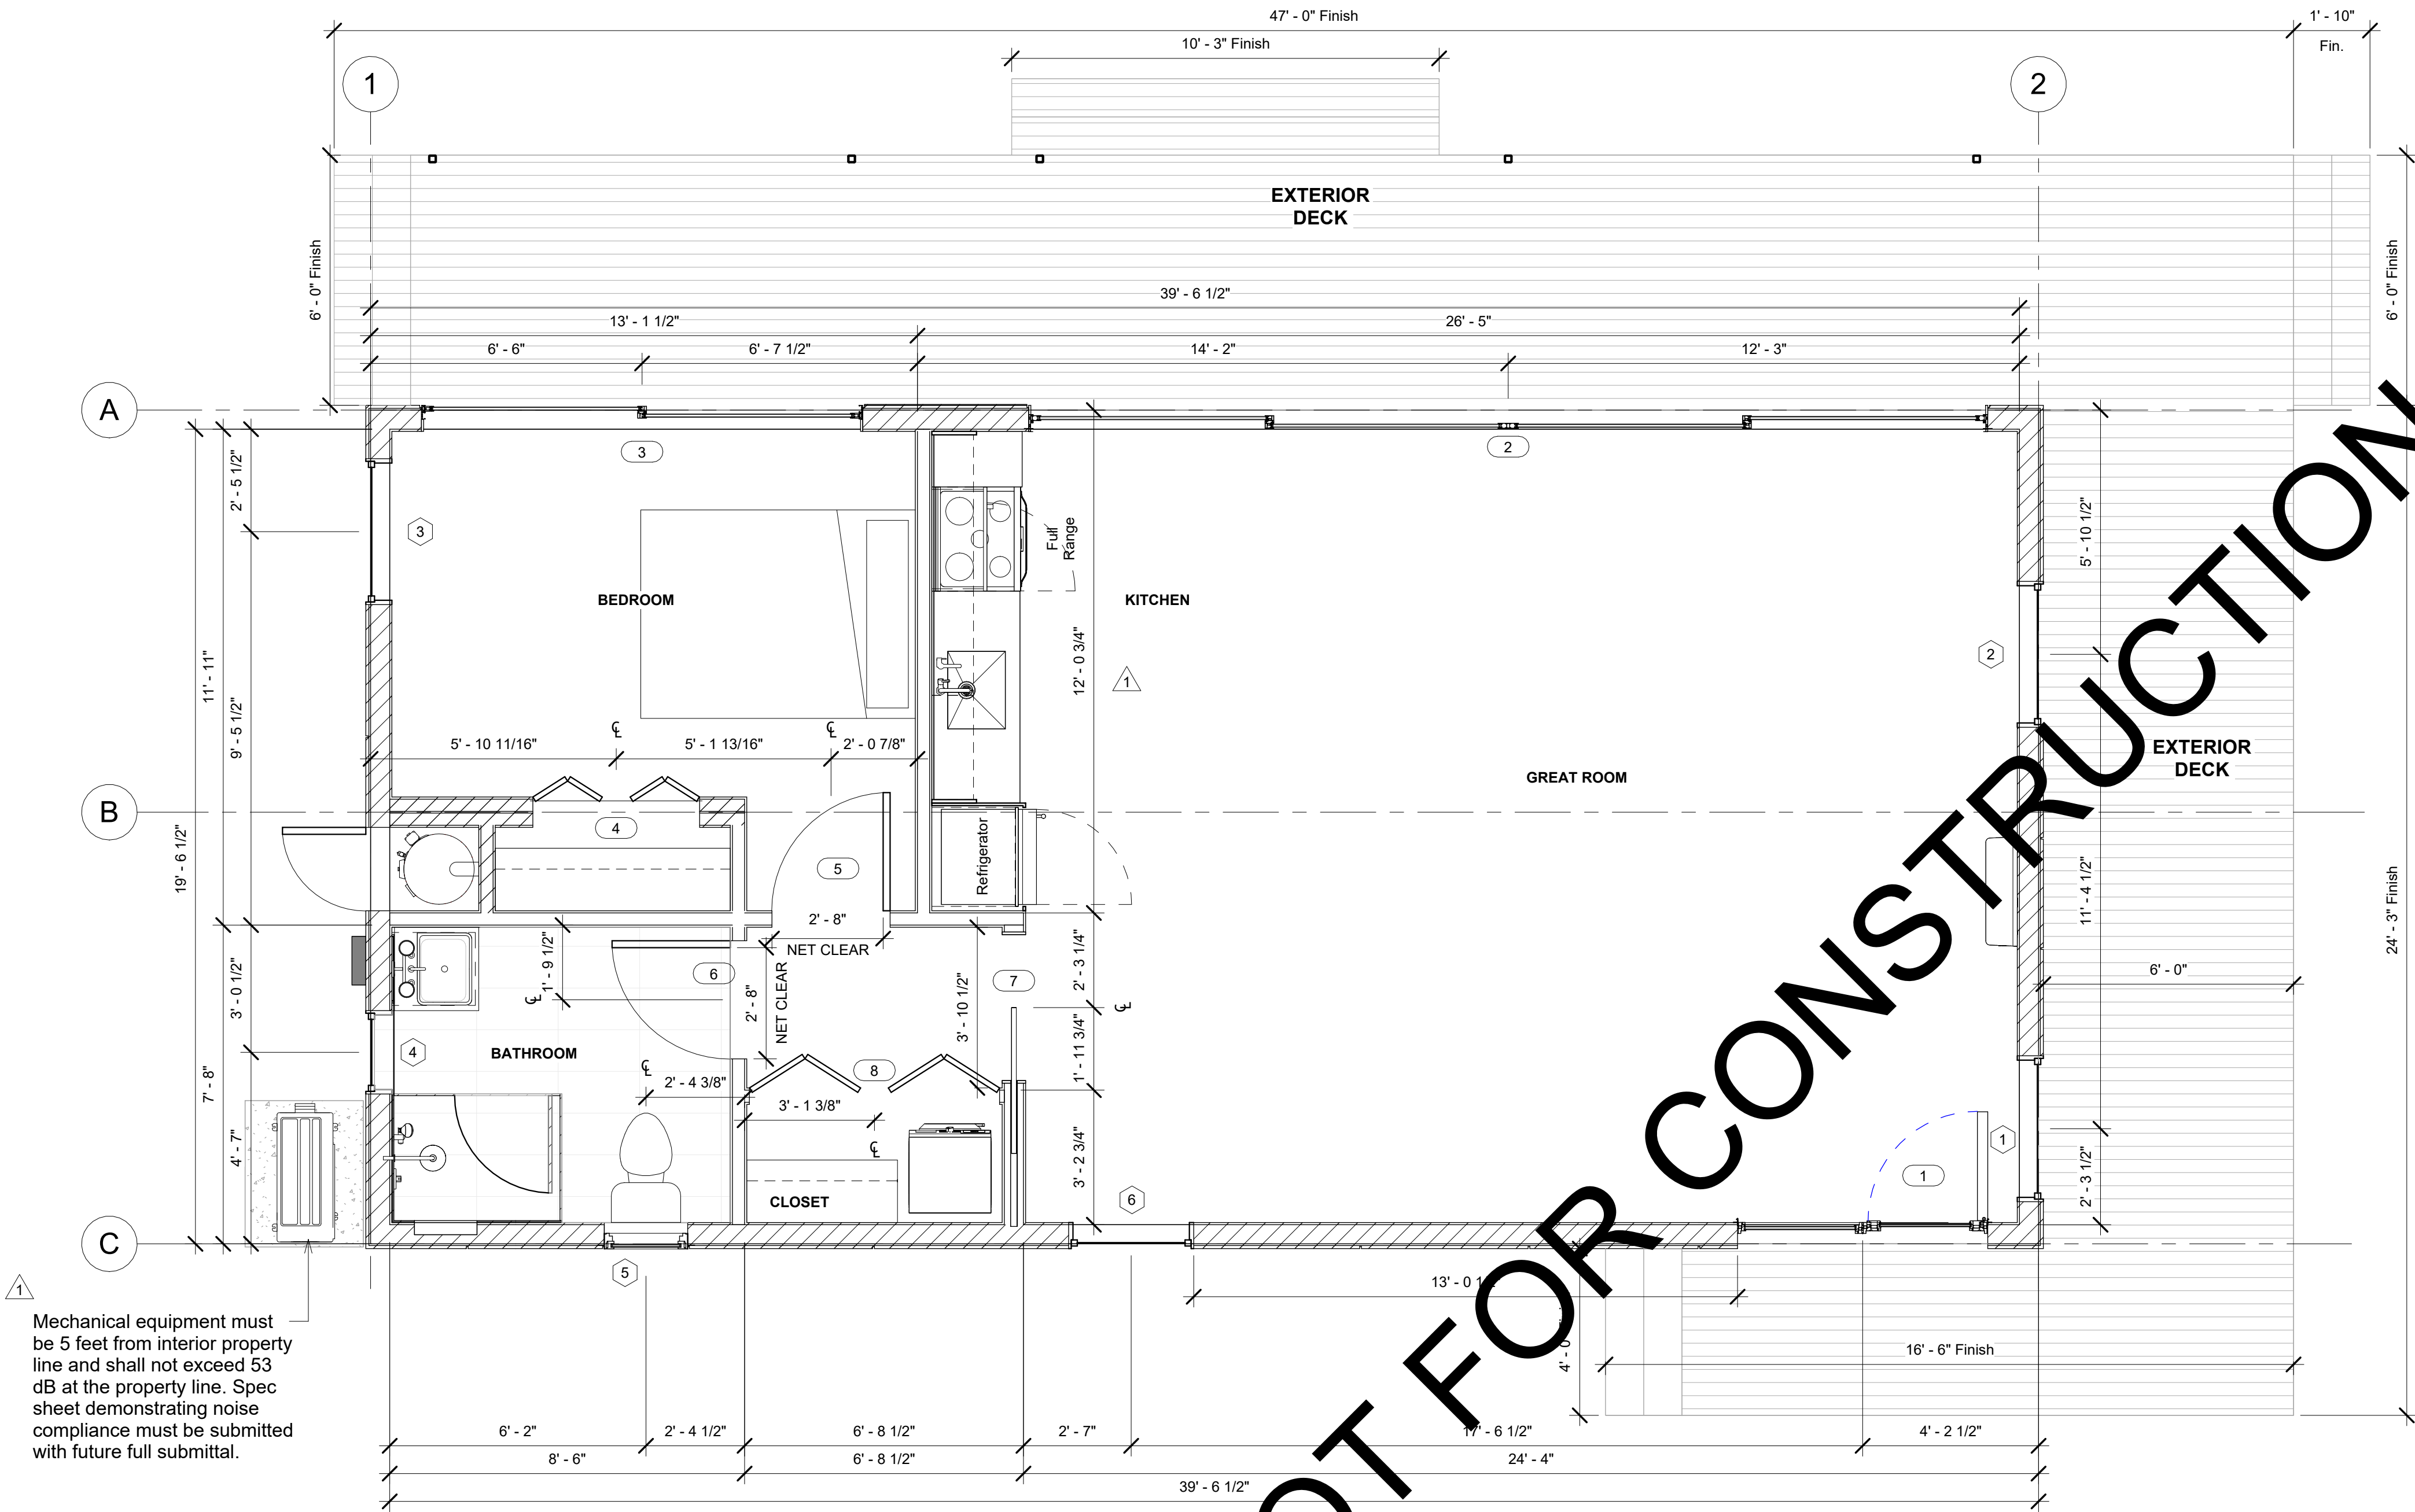 47' - 0" Finish
1' - 10"
Fin.
10' - 3" Finish
1
2
EXTERIOR
DECK
6' - 0" Finish
6' - 0" Finish
39' - 6 1/2"
13' - 1 1/2"
26' - 5"
6' - 6"
6' - 7 1/2"
14' - 2"
12' - 3"
A
3
2
2' - 5 1/2"
3
Full
Range
5' - 10 1/2"
BEDROOM
KITCHEN
11' - 11"
9' - 5 1/2"
12' - 0 3/4"
1
2
5' - 10 11/16"
5' - 1 13/16"
2' - 0 7/8"
GREAT ROOM
EXTERIOR
DECK
B
19' - 6 1/2"
4
5
Refrigerator
11' - 4 1/2"
24' - 3" Finish
2' - 8"
NET CLEAR
1' - 9 1/2"
6
2' - 8"
NET CLEAR
3' - 10 1/2"
7
2' - 3 1/4"
6' - 0"
3' - 0 1/2"
4
BATHROOM
8
1' - 11 3/4"
7' - 8"
2' - 4 3/8"
3' - 1 3/8"
4' - 7"
3' - 2 3/4"
CLOSET
6
1
1
2' - 3 1/2"
C
5
13' - 0 1
4' - 0
16' - 6" Finish
1
Mechanical equipment must
be 5 feet from interior property
line and shall not exceed 53
dB at the property line. Spec
sheet demonstrating noise
compliance must be submitted
with future full submittal.
6' - 2"
2' - 4 1/2"
6' - 8 1/2"
2' - 7"
17' - 6 1/2"
4' - 2 1/2"
8' - 6"
6' - 8 1/2"
24' - 4"
39' - 6 1/2"
OT FOR CONSTRUCTION